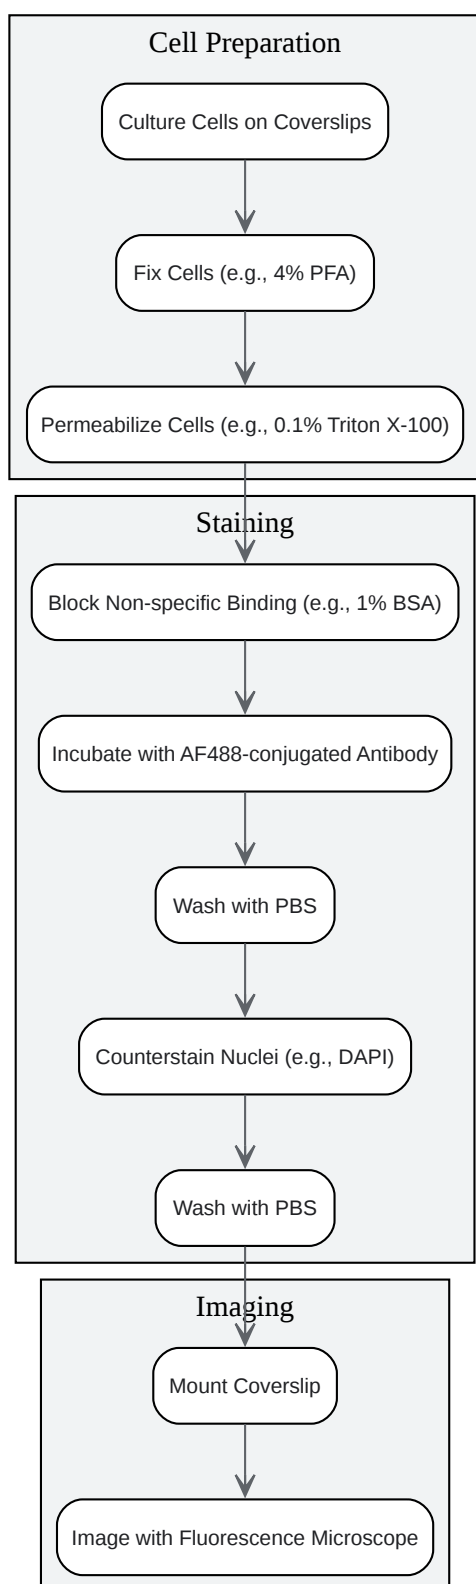 Cell Preparation
Culture Cells on Coverslips
Fix Cells (e.g., 4% PFA)
Permeabilize Cells (e.g., 0.1% Triton X-100)
Staining
Block Non-specific Binding (e.g., 1% BSA)
Incubate with AF488-conjugated Antibody
Wash with PBS
Counterstain Nuclei (e.g., DAPI)
Wash with PBS
Imaging
Mount Coverslip
Image with Fluorescence Microscope